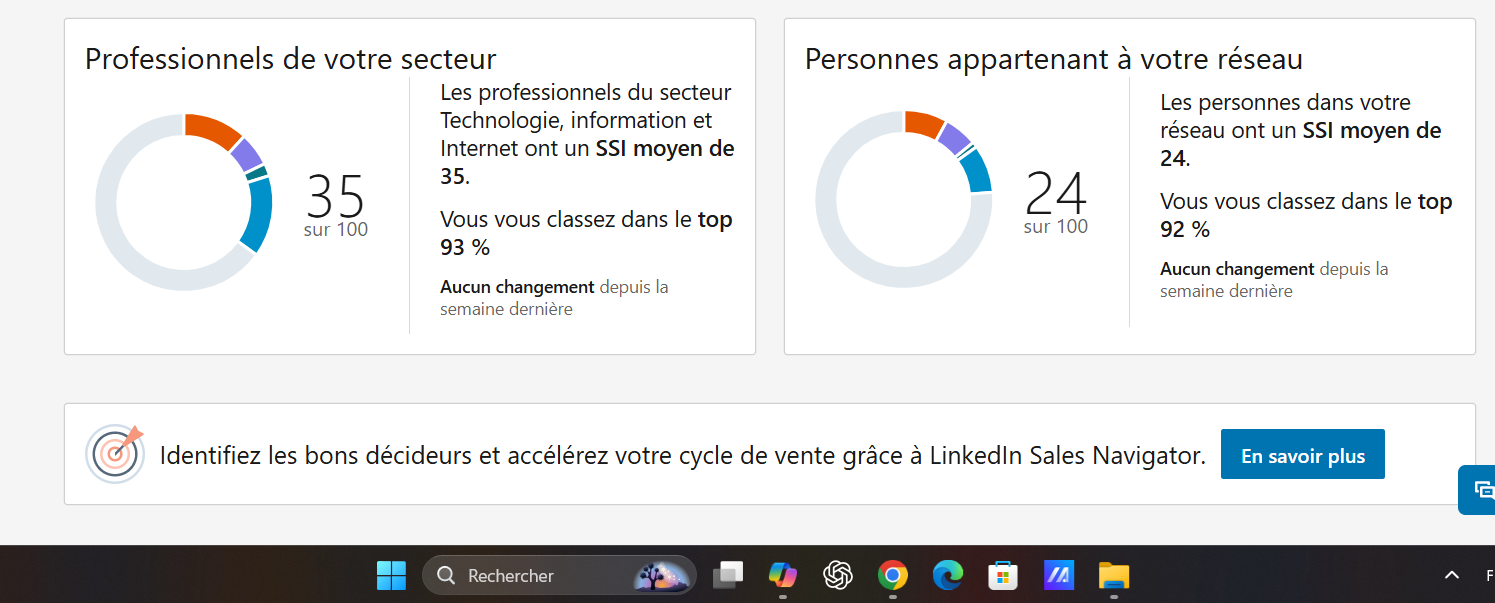 Professionnels de votre secteur
35
sur 100
Les professionnels du secteur
Technologie, information et
Internet ont un SSI moyen de
35.
Vous vous classez dans le top
93 %
Aucun changement depuis la
semaine dernière
Personnes appartenant à votre réseau
24
sur 100
Les personnes dans votre
réseau ont un SSI moyen de
24.
Vous vous classez dans le top
92 %
Aucun changement depuis la
semaine dernière
Identifiez les bons décideurs et accélérez votre cycle de vente grâce à LinkedIn Sales Navigator.
En savoir plus
Rechercher
F